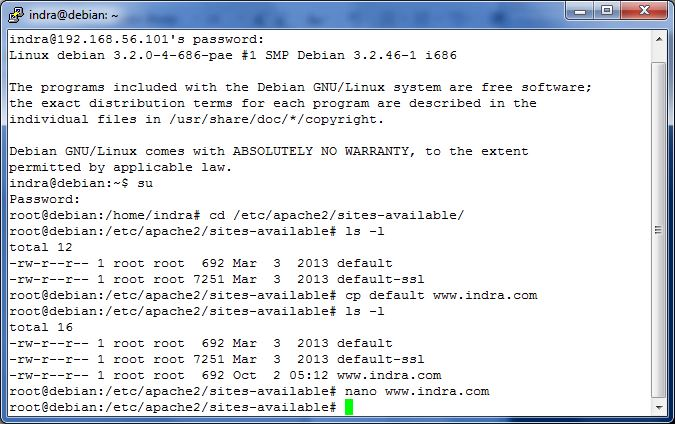 indra@debian: ~
indra@192.168.56.101's password:
Linux debian 3.2.0-4-686-pae #1 SMP Debian 3.2.46-1 i686
The programs included with the Debian GNU/Linux system are free software;
the exact distribution terms for each program are described in the
individual files in /usr/share/doc/*/copyright.
Debian GNU/Linux comes with ABSOLUTELY NO WARRANTY, to the extent
permitted by applicable law.
indra@debian:~$ su
Password:
root@debian:/home/indra# cd /etc/apache2/sites-available/
root@debian:/etc/apache2/sites-available# ls -l
total 12
-rw-r--r-- 1 root root  692 Mar  3  2013 default
-rw-r--r-- 1 root root 7251 Mar  3  2013 default-ssl
root@debian:/etc/apache2/sites-available# cp default www.indra.com
root@debian:/etc/apache2/sites-available# ls -l
total 16
-rw-r--r-- 1 root root  692 Mar  3  2013 default
-rw-r--r-- 1 root root 7251 Mar  3  2013 default-ssl
-rw-r--r-- 1 root root  692 Oct  2 05:12 www.indra.com
root@debian:/etc/apache2/sites-available# nano www.indra.com
root@debian:/etc/apache2/sites-available#